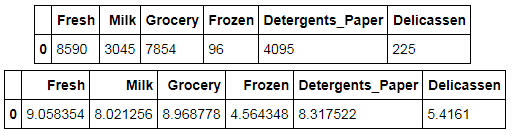 Fresh Milk Grocery Frozen Detergents_Paper Delicassen
0 8590 3045 7854 96 4095 225
Fresh Milk Grocery Frozen Detergents_Paper Delicassen
0 9.058354 8.021256 8.968778 4.564348 8.317522 5.4161